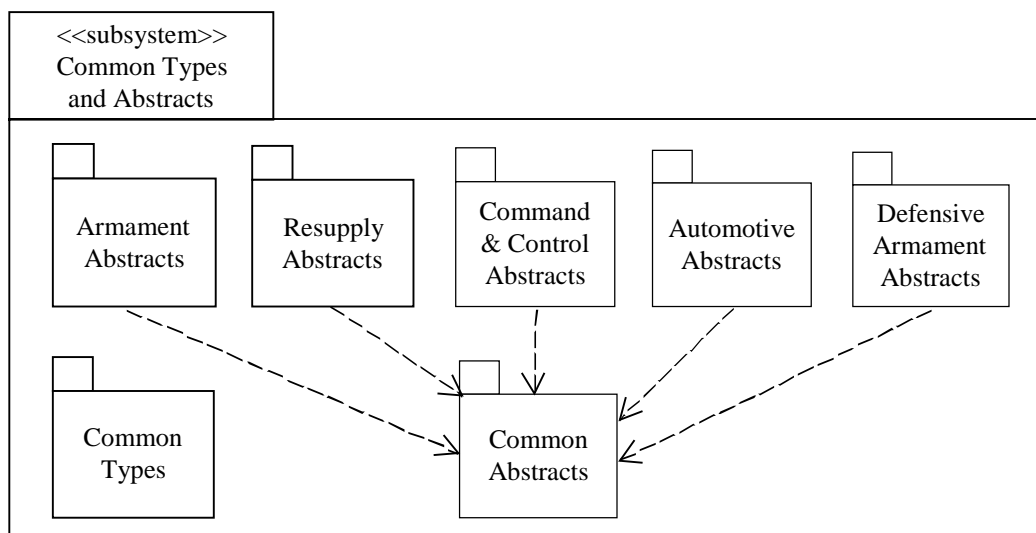 <<subsystem>>
Common Types
and Abstracts
Armament
Abstracts
Resupply
Abstracts
Command
& Control
Abstracts
Automotive
Abstracts
Defensive
Armament
Abstracts
Common
Types
Common
Abstracts